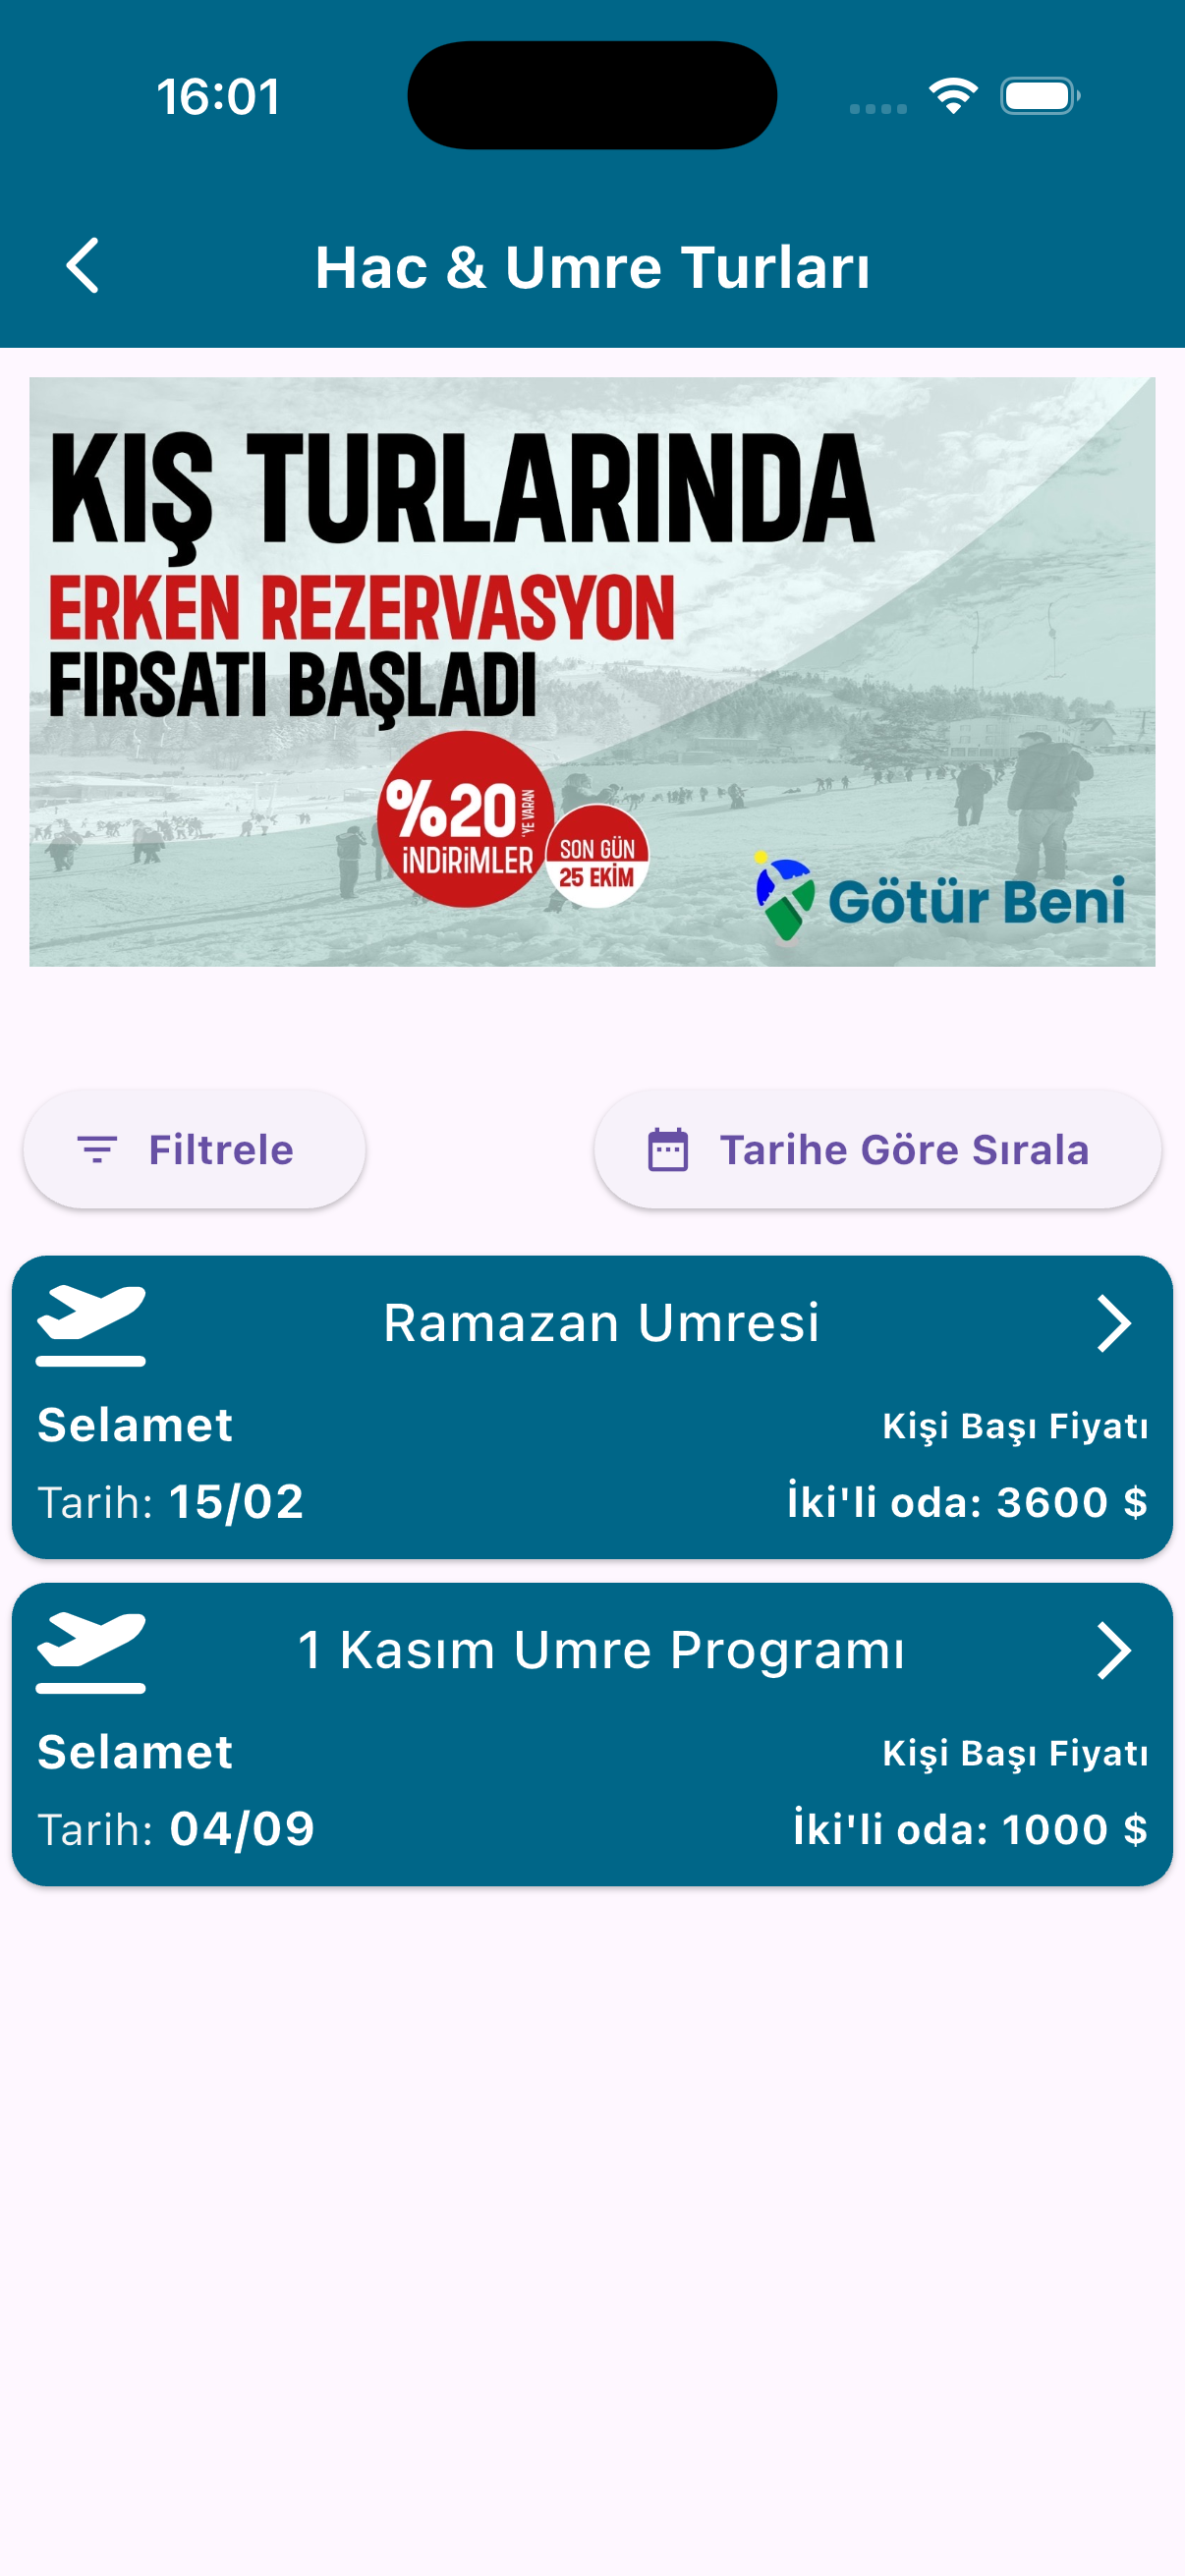 16:01
Hac & Umre Turları
KIŞ TURLARINDA
ERKEN REZERVASYON
FIRSATI BAŞLADI
%20 'YE VARAN
İNDİRİMLER
SON GÜN
25 EKİM
Götür Beni
Filtrele
Tarihe Göre Sırala
Ramazan Umresi
Selamet
Kişi Başı Fiyatı
Tarih: 15/02
İki'li oda: 3600 $
1 Kasım Umre Programı
Selamet
Kişi Başı Fiyatı
Tarih: 04/09
İki'li oda: 1000 $